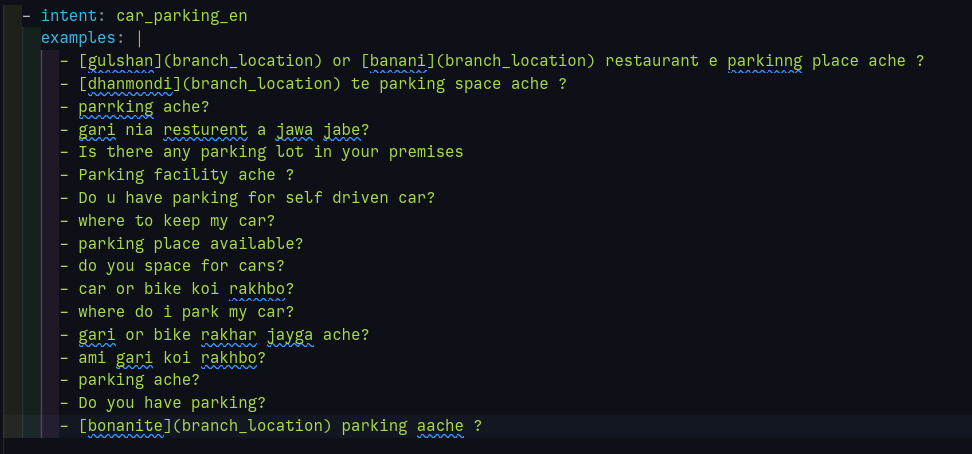 - intent: car_parking_en
examples: |
- [gulshan](branch_location) or [banani](branch_location) restaurant e parkinng place ache ?
- [dhanmondi](branch_location) te parking space ache ?
- parrking ache?
- gari nia resturent a jawa jabe?
- Is there any parking lot in your premises
- Parking facility ache ?
- Do u have parking for self driven car?
- where to keep my car?
- parking place available?
- do you space for cars?
- car or bike koi rakhbo?
- where do i park my car?
- gari or bike rakhar jayga ache?
- ami gari koi rakhbo?
- parking ache?
- Do you have parking?
- [bonanite](branch_location) parking aache ?